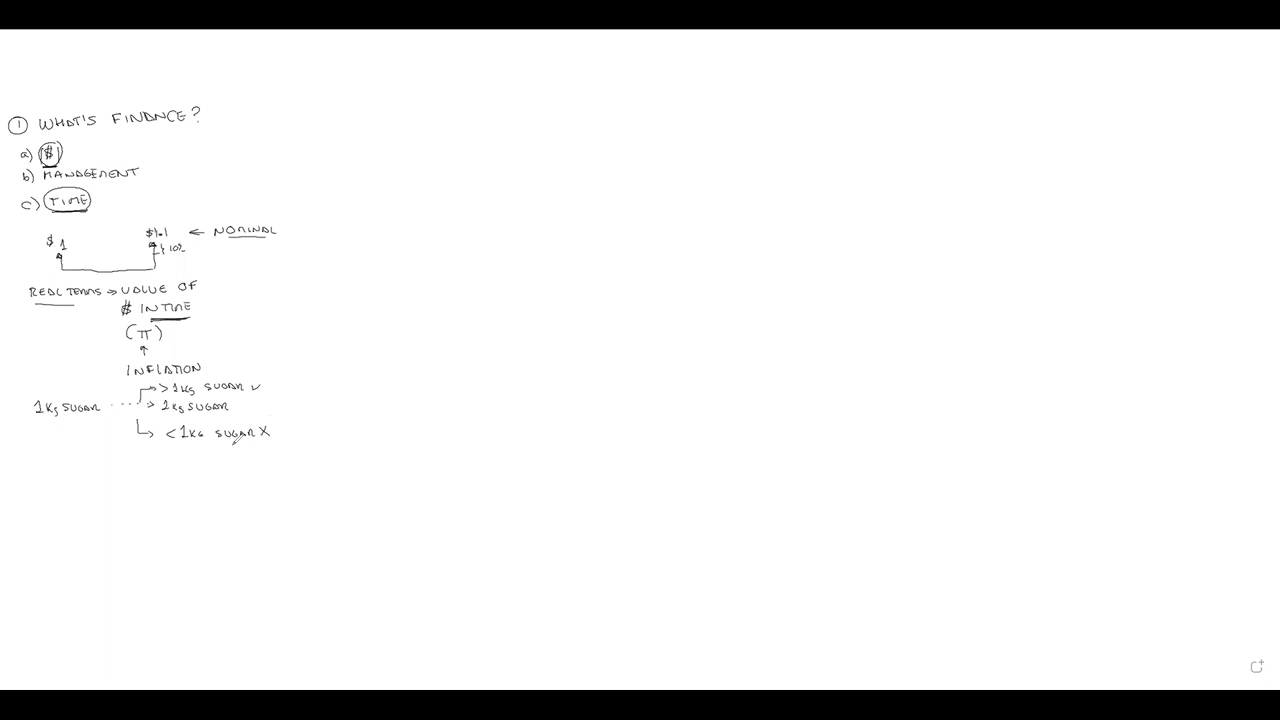 ① WHAT'S FINANCE?
a) $
b) MANAGEMENT
c) TIME
$ 1 $1.1 ← NOMINAL
10%
REAL TERMS → VALUE OF
$ IN TIME
(π)
↑
INFLATION
→ > 1KG SUGAR ✓
1KG SUGAR ... → 1KG SUGAR
→ < 1KG SUGAR X